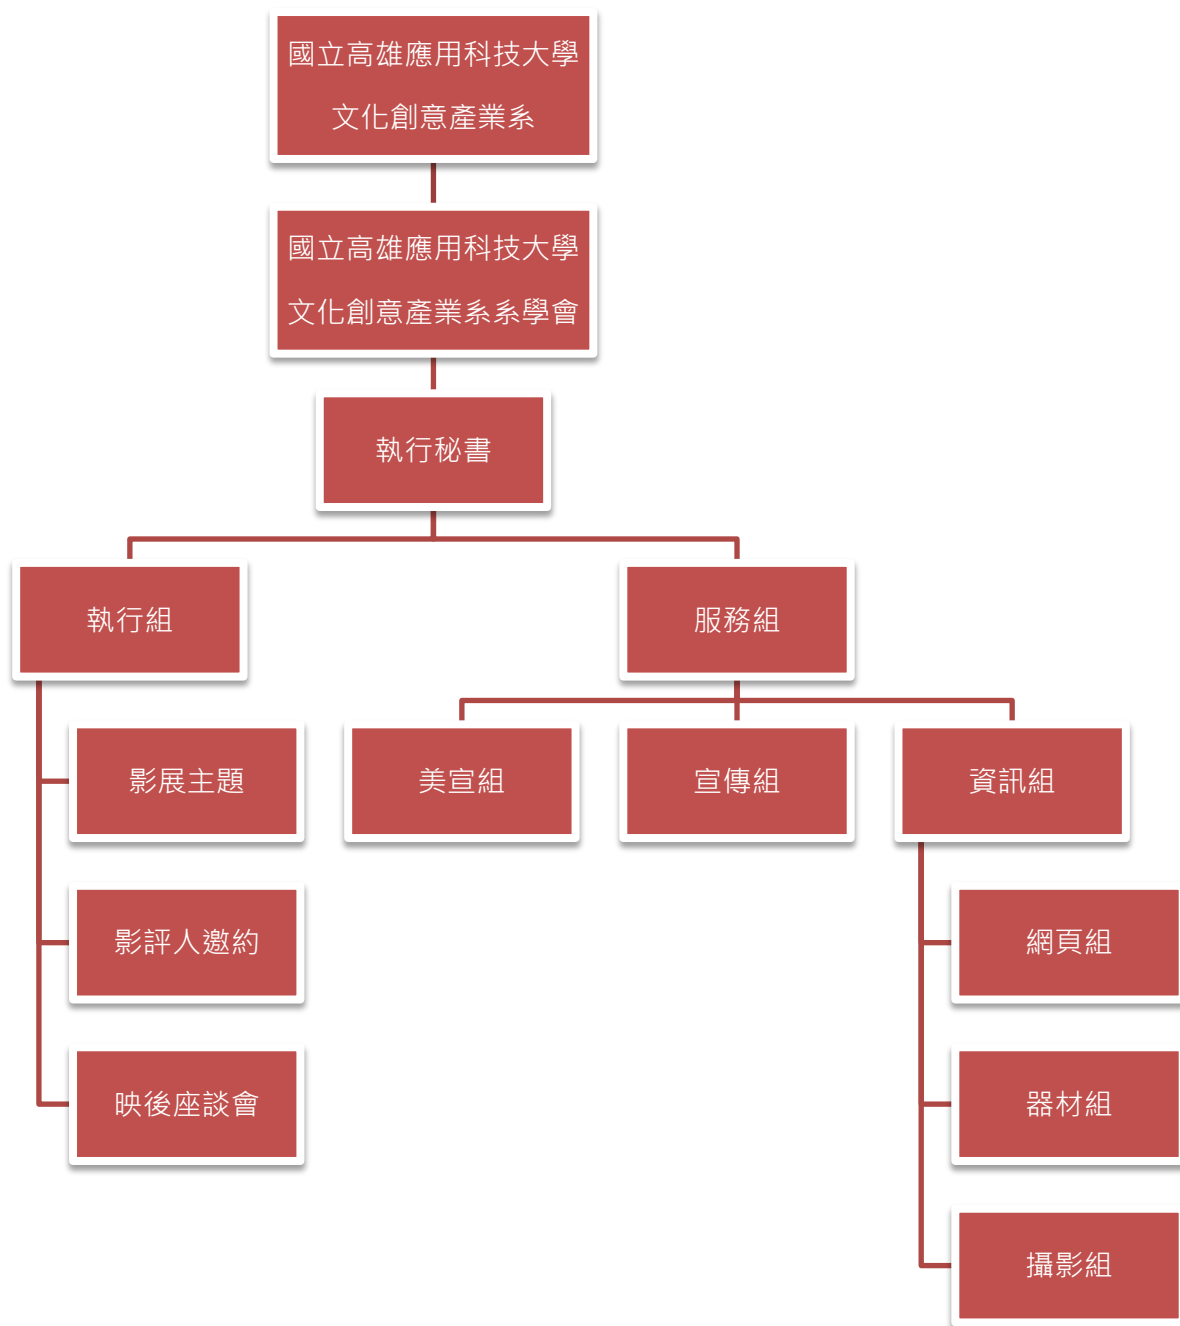 國立高雄應用科技大學
文化創意產業系
國立高雄應用科技大學
文化創意產業系系學會
執行秘書
執行組
服務組
影展主題
美宣組
宣傳組
資訊組
影評人邀約
網頁組
映後座談會
器材組
攝影組